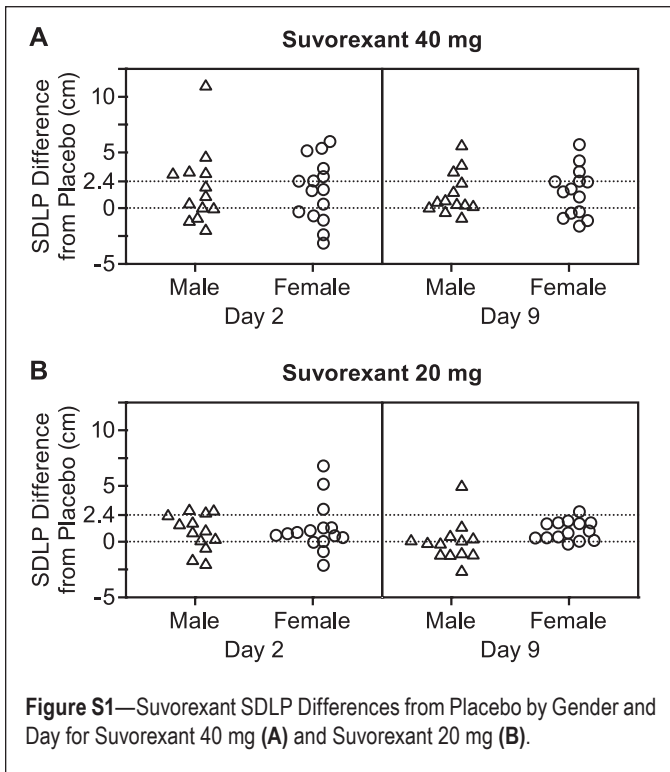 A
Suvorexant 40 mg
SDLP Difference
from Placebo (cm)
10
5
2.4
0
-5
Male
Female
Male
Female
Day 2
Day 9
B
Suvorexant 20 mg
SDLP Difference
from Placebo (cm)
10
5
2.4
0
-5
Male
Female
Male
Female
Day 2
Day 9
Figure S1—Suvorexant SDLP Differences from Placebo by Gender and
Day for Suvorexant 40 mg (A) and Suvorexant 20 mg (B).